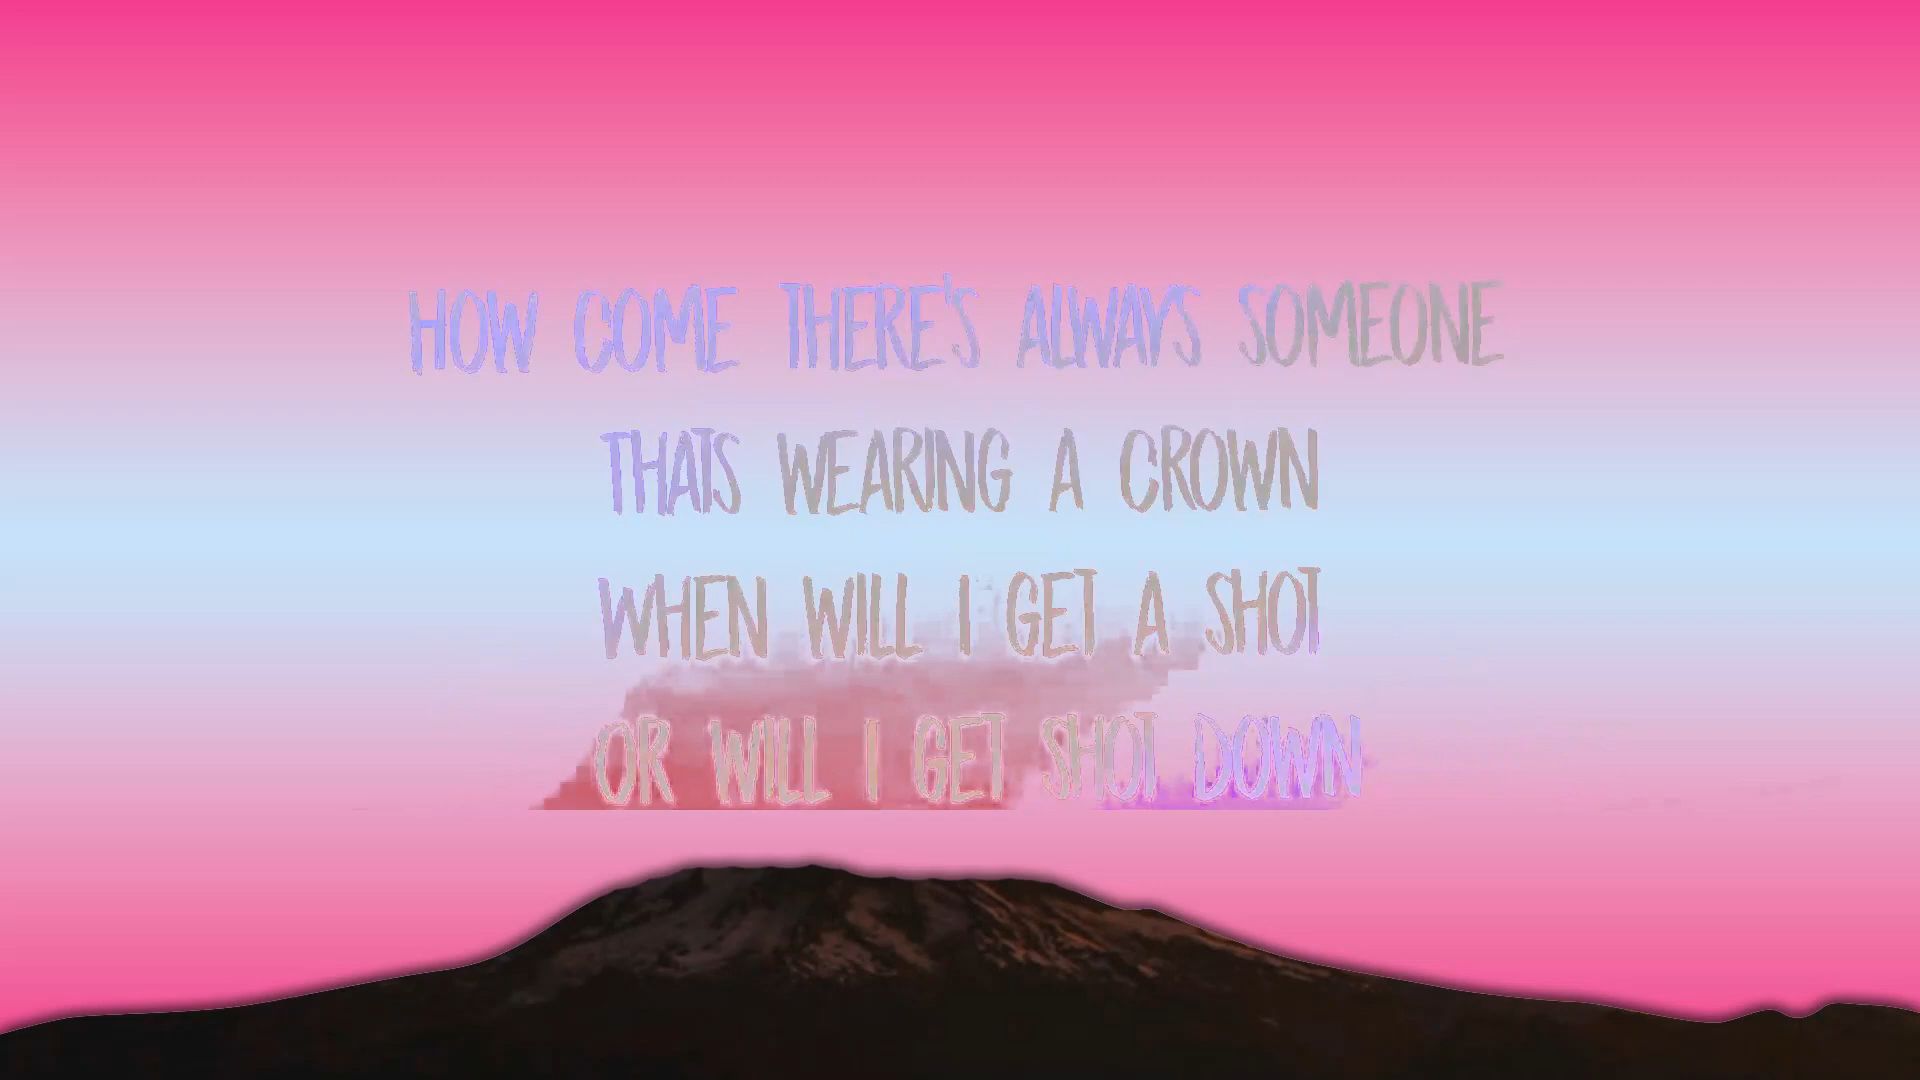 HOW COME THERE'S ALWAYS SOMEONE
THATS WEARING A CROWN
WHEN WILL I GET A SHOT
OR WILL I GET SHOT DOWN